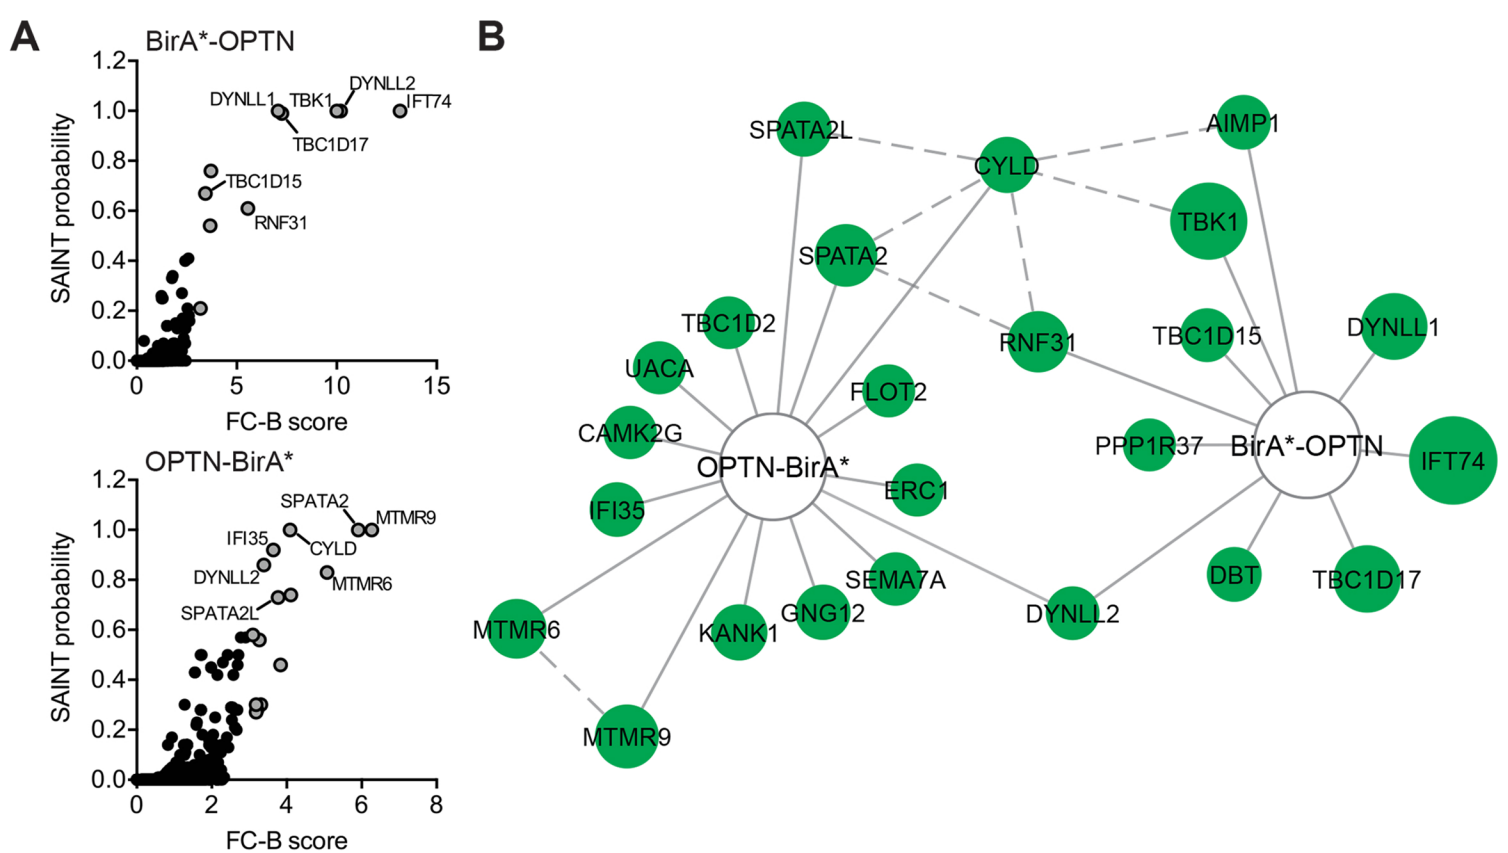 A
BirA*-OPTN
1.2
1.0
0.8
0.6
0.4
0.2
0.0
SAINT probability
DYNLL2
DYNLL1
TBK1
IFT74
TBC1D17
TBC1D15
RNF31
0
5
10
15
FC-B score
OPTN-BirA*
1.2
1.0
0.8
0.6
0.4
0.2
0.0
SAINT probability
SPATA2
MTMR9
IFI35
CYLD
DYNLL2
MTMR6
SPATA2L
0
2
4
6
8
FC-B score
B
SPATA2L
AIMP1
CYLD
TBK1
SPATA2
TBC1D2
RNF31
TBC1D15
DYNLL1
UACA
FLOT2
CAMK2G
PPP1R37
BirA*-OPTN
IFT74
OPTN-BirA*
ERC1
IFI35
SEMA7A
DBT
TBC1D17
MTMR6
KANK1
GNG12
DYNLL2
MTMR9